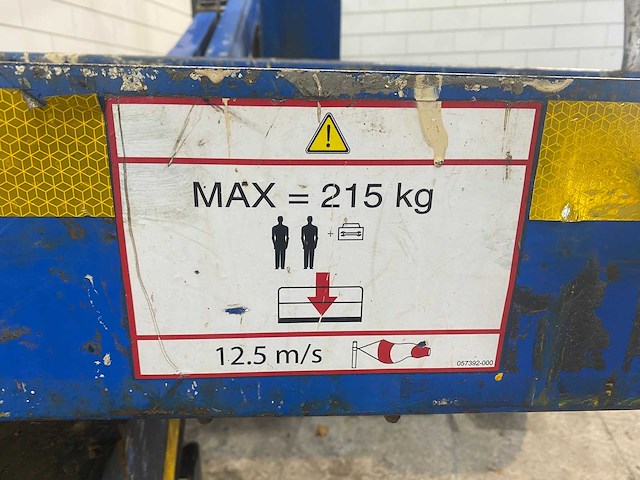 MAX = 215 kg
+
12.5 m/s
057392-000